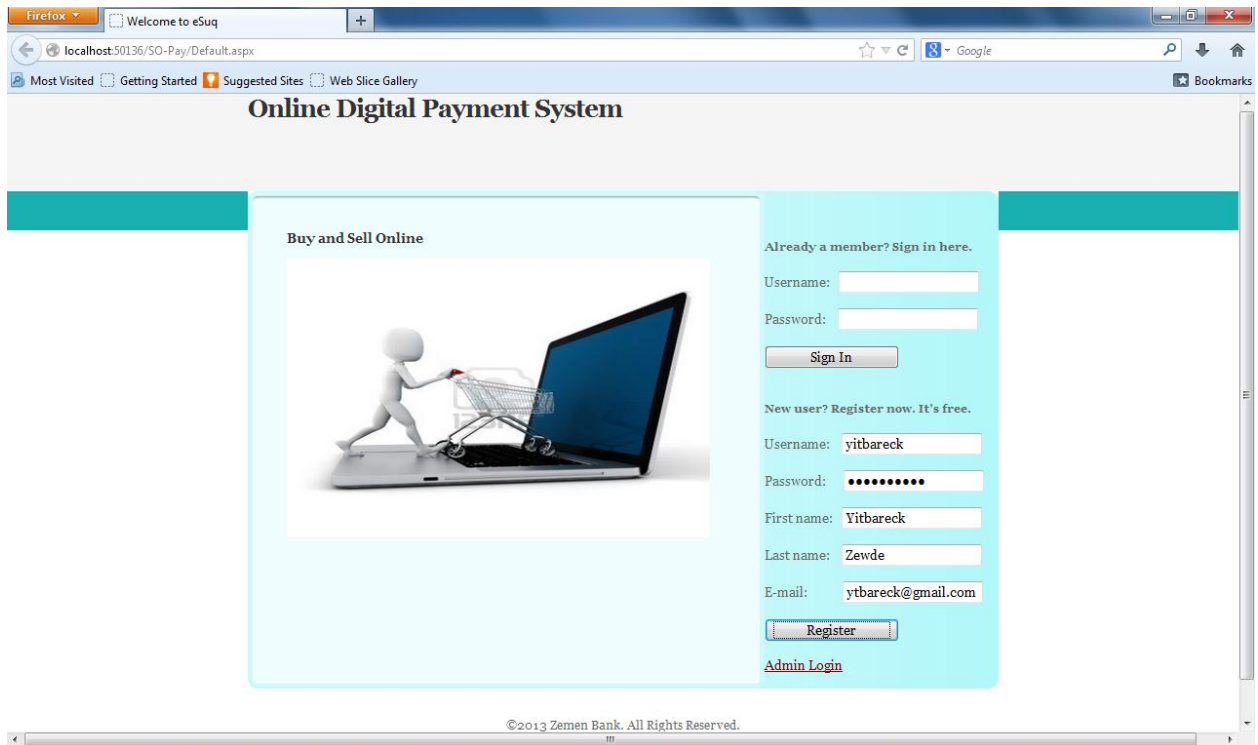 Firefox
Welcome to eSuq
+
localhost:50136/SO-Pay/Default.aspx
8 Google
Most Visited Getting Started Suggested Sites Web Slice Gallery Bookmarks
Online Digital Payment System
Buy and Sell Online
Already a member? Sign in here.
Username:
Password:
Sign In
New user? Register now. It's free.
Username: yitbareck
Password: ••••••••••
First name: Yitbareck
Last name: Zewde
E-mail: ytbareck@gmail.com
Register
Admin Login
©2013 Zemen Bank. All Rights Reserved.